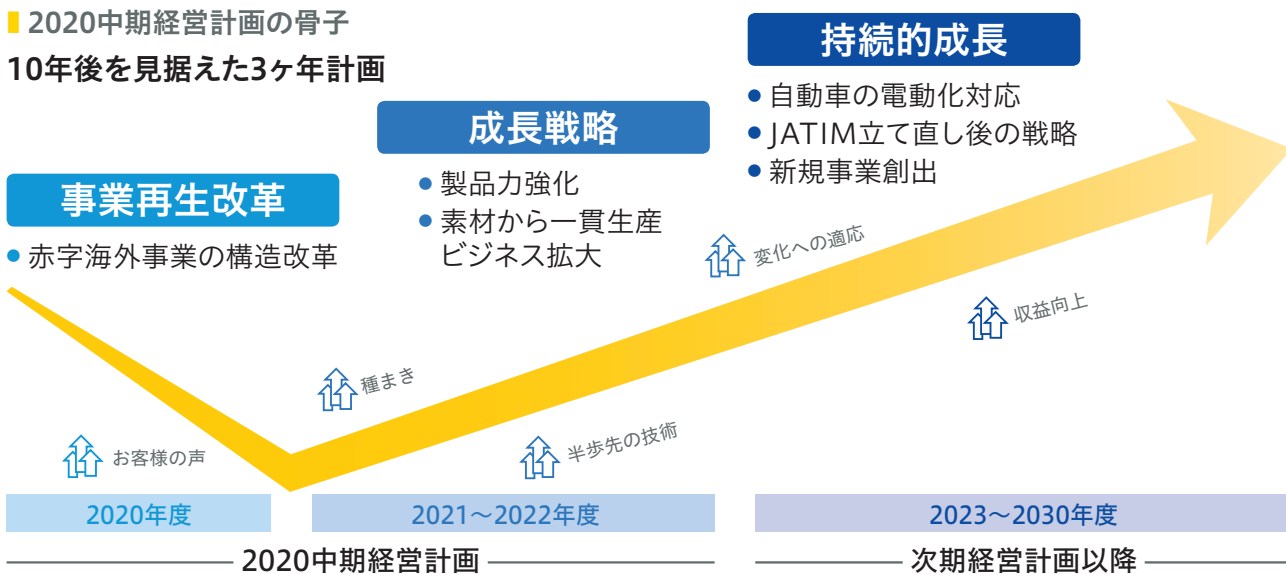 2020中期経営計画の骨子
10年後を見据えた3ヶ年計画
事業再生改革
• 赤字海外事業の構造改革
成長戦略
• 製品力強化
• 素材から一貫生産
ビジネス拡大
持続的成長
• 自動車の電動化対応
• JATIM立て直し後の戦略
• 新規事業創出
お客様の声
種まき
半歩先の技術
変化への適応
収益向上
2020年度
2021～2022年度
2023～2030年度
2020中期経営計画
次期経営計画以降